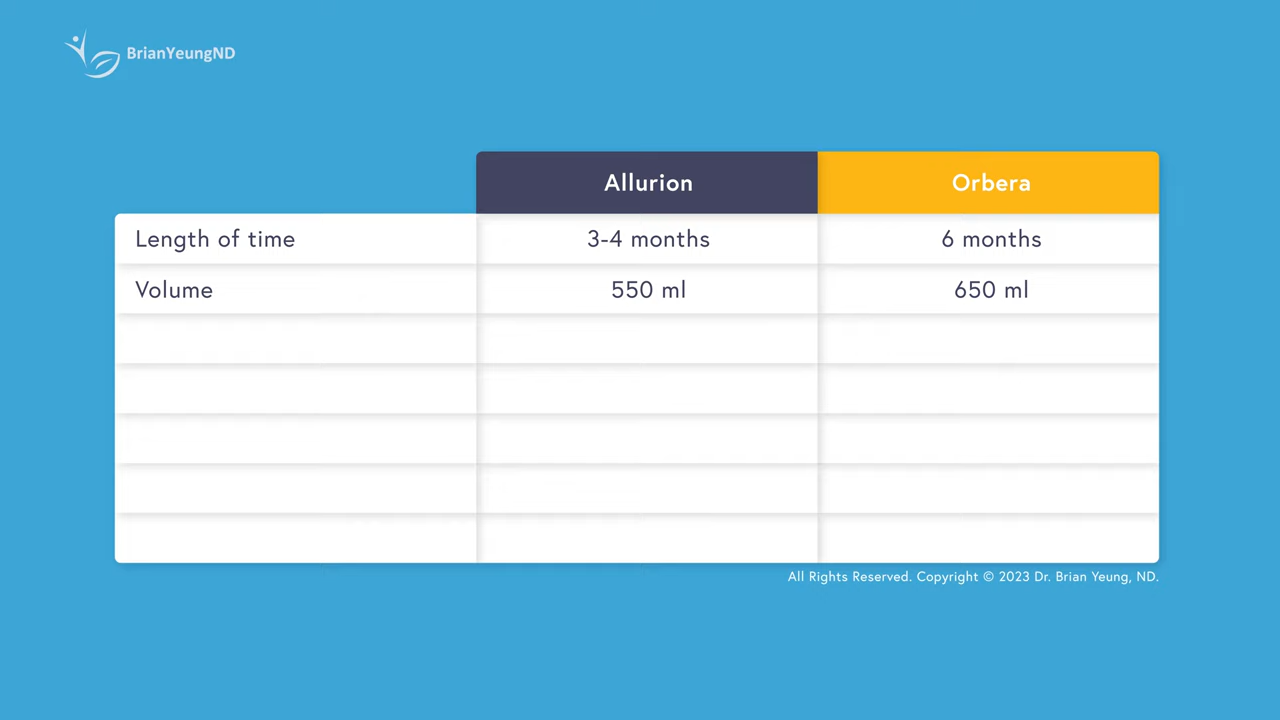 BrianYeungND
Allurion Orbera
Length of time 3-4 months 6 months
Volume 550 ml 650 ml
All Rights Reserved. Copyright © 2023 Dr. Brian Yeung, ND.